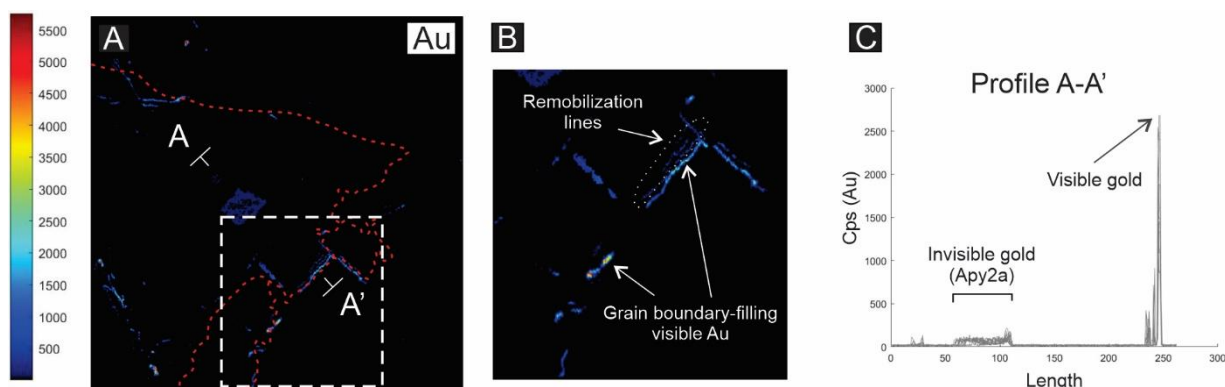 5500
5000
4500
4000
3500
3000
2500
2000
1500
1000
500
A
Au
A
A'
B
Remobilization
lines
Grain boundary-filling
visible Au
C
Profile A-A'
Cps (Au)
3000
2500
2000
1500
1000
500
0
Visible gold
Invisible gold
(Apy2a)
0 50 100 150 200 250 300
Length